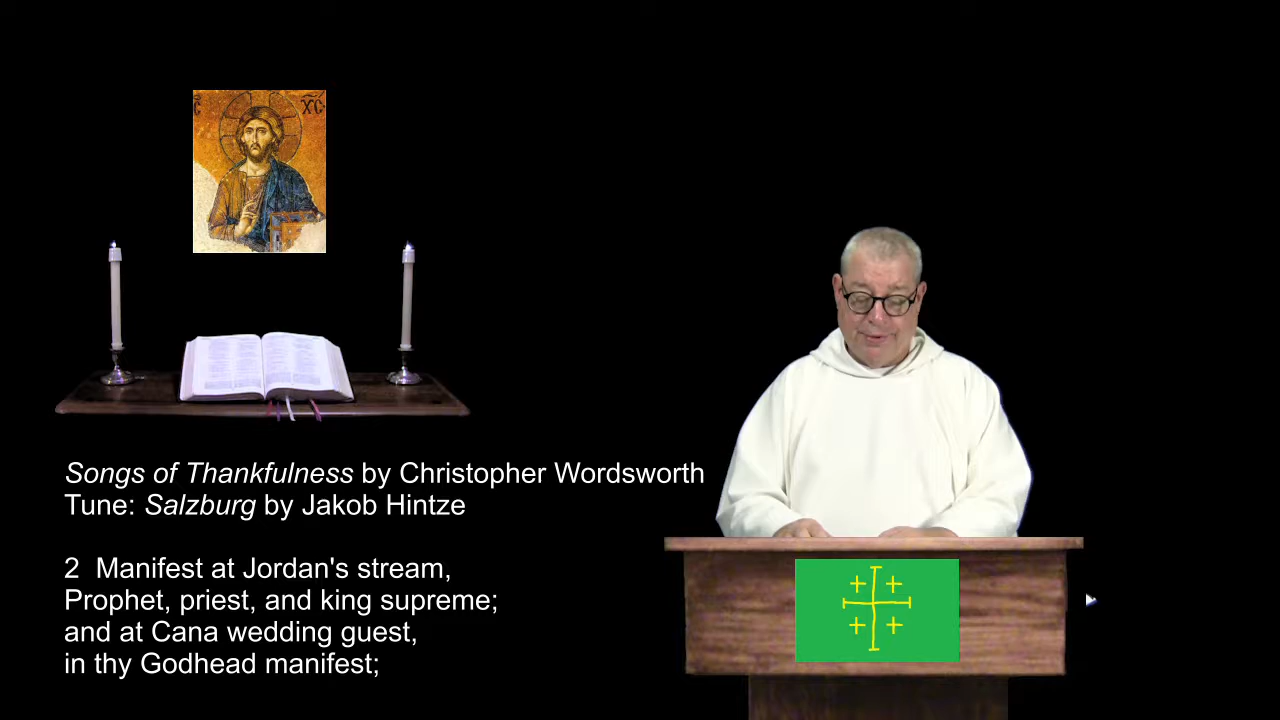 X̅C̅
Songs of Thankfulness by Christopher Wordsworth
Tune: Salzburg by Jakob Hintze
2 Manifest at Jordan's stream,
Prophet, priest, and king supreme;
and at Cana wedding guest,
in thy Godhead manifest;